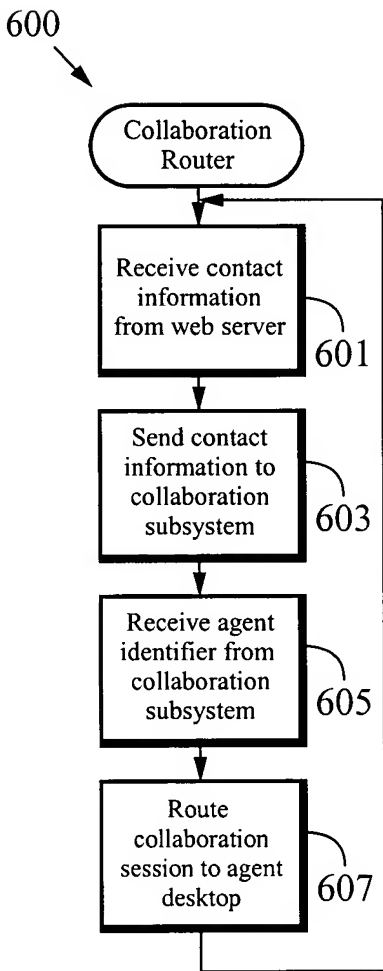 600
Collaboration
Router
Receive contact
information
from web server
601
Send contact
information to
collaboration
subsystem
603
Receive agent
identifier from
collaboration
subsystem
605
Route
collaboration
session to agent
desktop
607